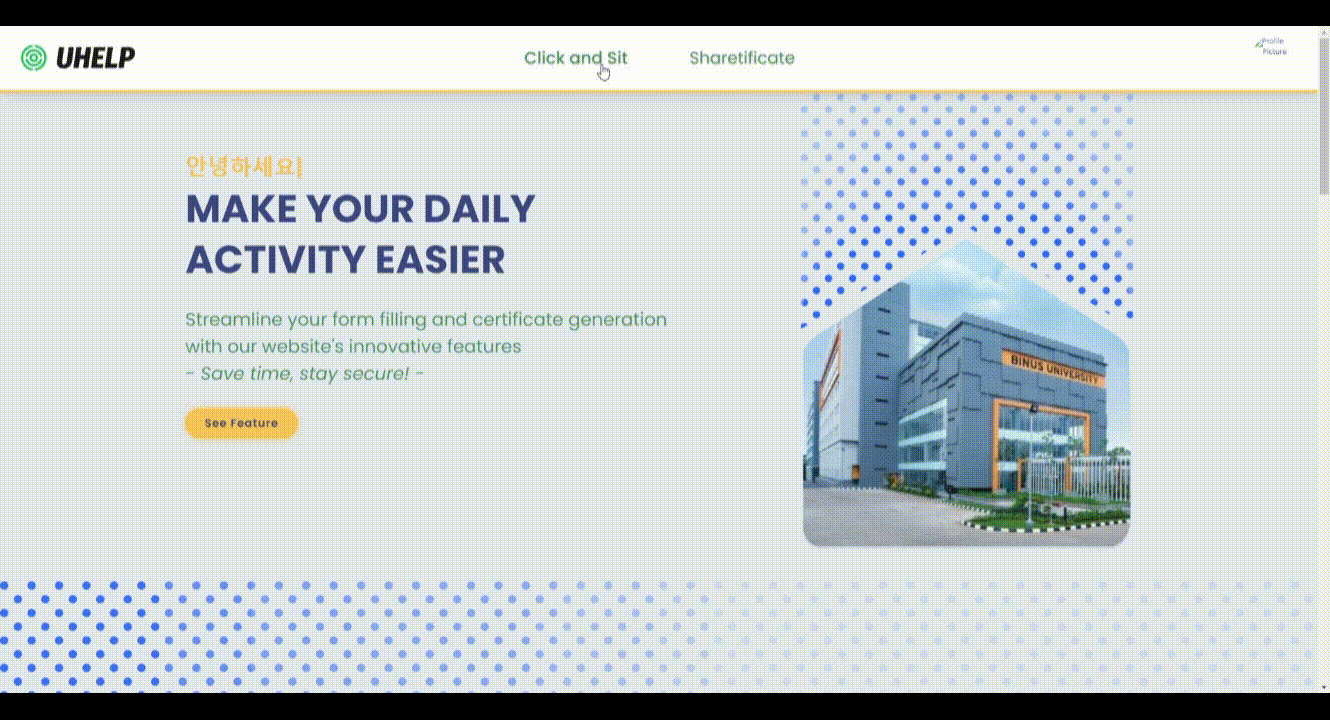 UHELP
Click and Sit
Sharetificate
Profile
Picture
안녕하세요|
MAKE YOUR DAILY
ACTIVITY EASIER
Streamline your form filling and certificate generation
with our website's innovative features
- Save time, stay secure! -
See Feature
BINUS UNIVERSITY